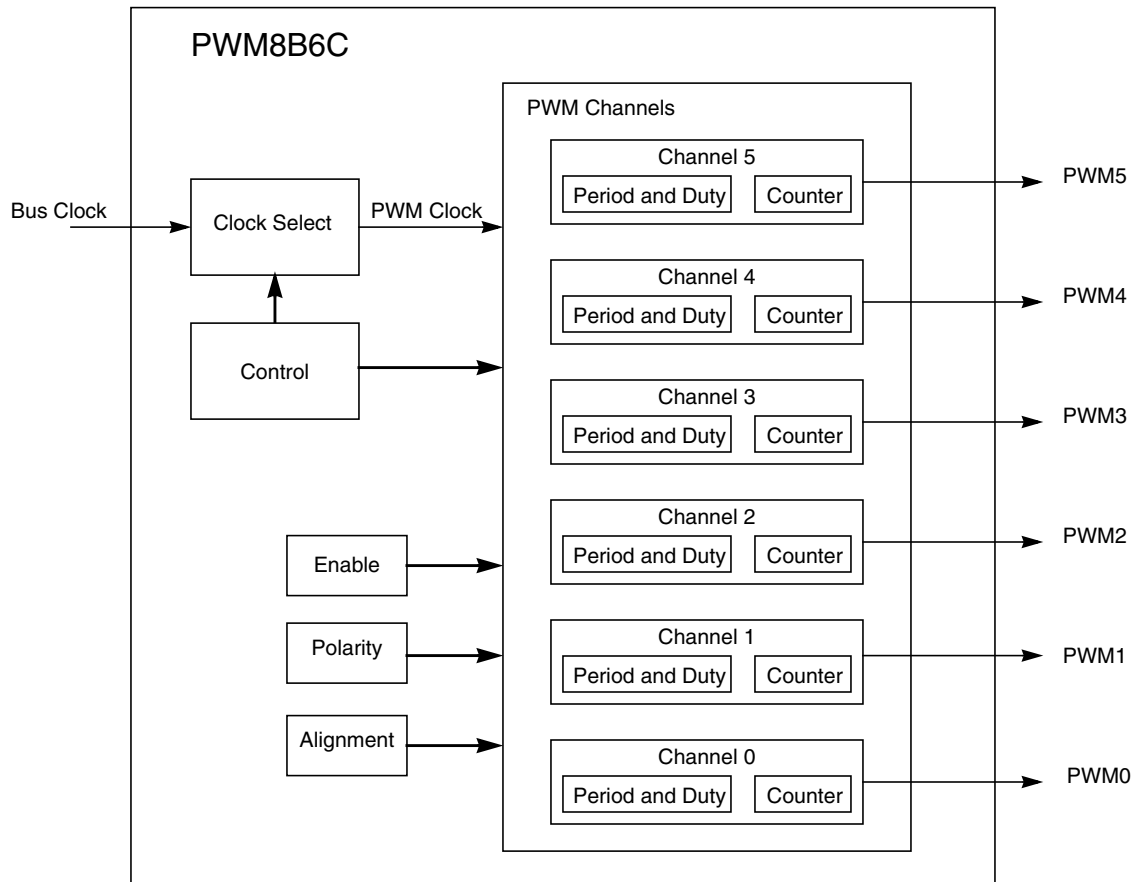 PWM8B6C
PWM Channels
Channel 5
Period and Duty Counter
PWM5
Bus Clock
Clock Select
PWM Clock
Channel 4
Period and Duty Counter
PWM4
Control
Channel 3
Period and Duty Counter
PWM3
Channel 2
Period and Duty Counter
PWM2
Enable
Polarity
Channel 1
Period and Duty Counter
PWM1
Alignment
Channel 0
Period and Duty Counter
PWM0